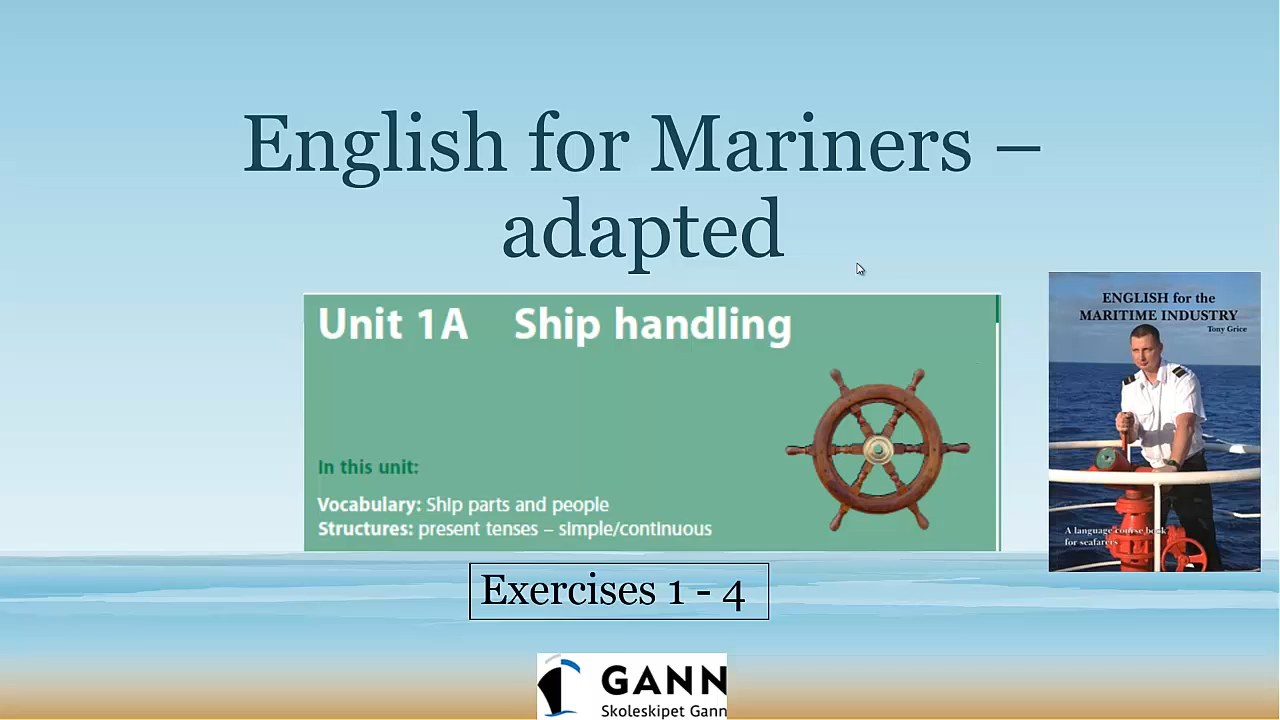 English for Mariners –
adapted
Unit 1A Ship handling
In this unit:
Vocabulary: Ship parts and people
Structures: present tenses – simple/continuous
ENGLISH for the
MARITIME INDUSTRY
Tony Grice
A language course book
for seafarers
Exercises 1 - 4
GANN
Skoleskipet Gann